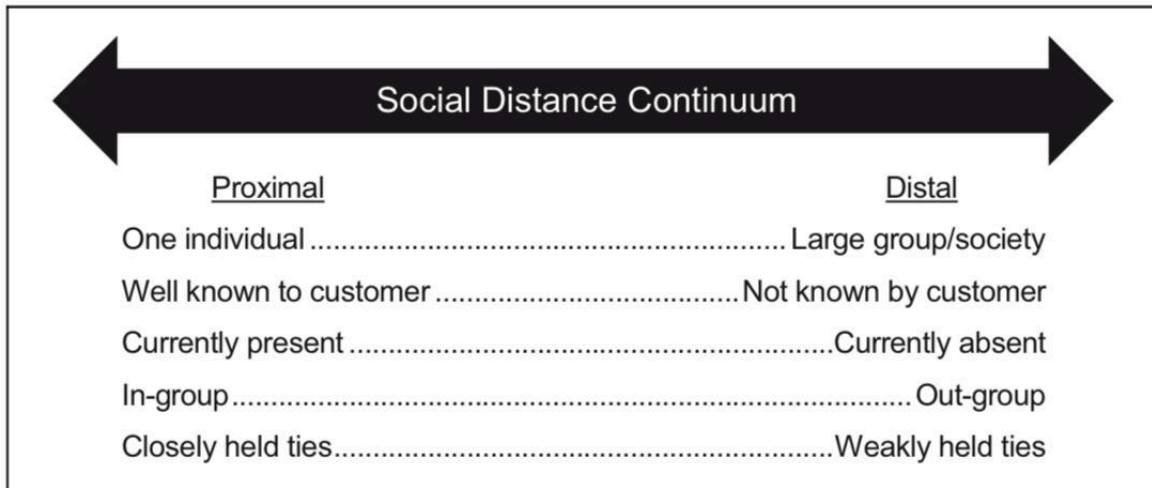 Social Distance Continuum
Proximal Distal
One individual ........................................................... Large group/society
Well known to customer ...................................... Not known by customer
Currently present ............................................................ Currently absent
In-group ..................................................................................... Out-group
Closely held ties .............................................................. Weakly held ties